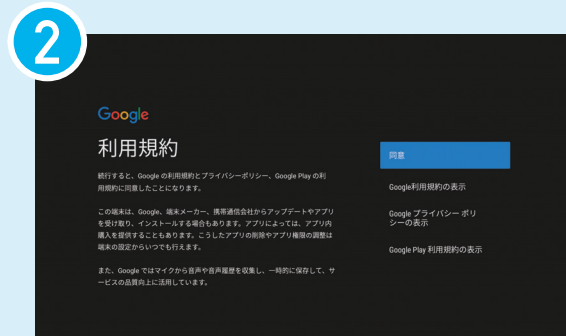 2
Google
利用規約
続行すると、Google の利用規約とプライバシーポリシー、Google Play の利
用規約に同意したことになります。
この端末は、Google、端末メーカー、携帯通信会社からアップデートやアプリ
を受け取り、インストールする場合もあります。アプリによっては、アプリ内
購入を提供することもあります。こうしたアプリの削除やアプリ権限の調整は
端末の設定からいつでも行えます。
また、Google ではマイクから音声や音声履歴を収集し、一時的に保存して、サ
ービスの品質向上に活用しています。
同意
Google利用規約の表示
Google プライバシー ポリ
シーの表示
Google Play 利用規約の表示